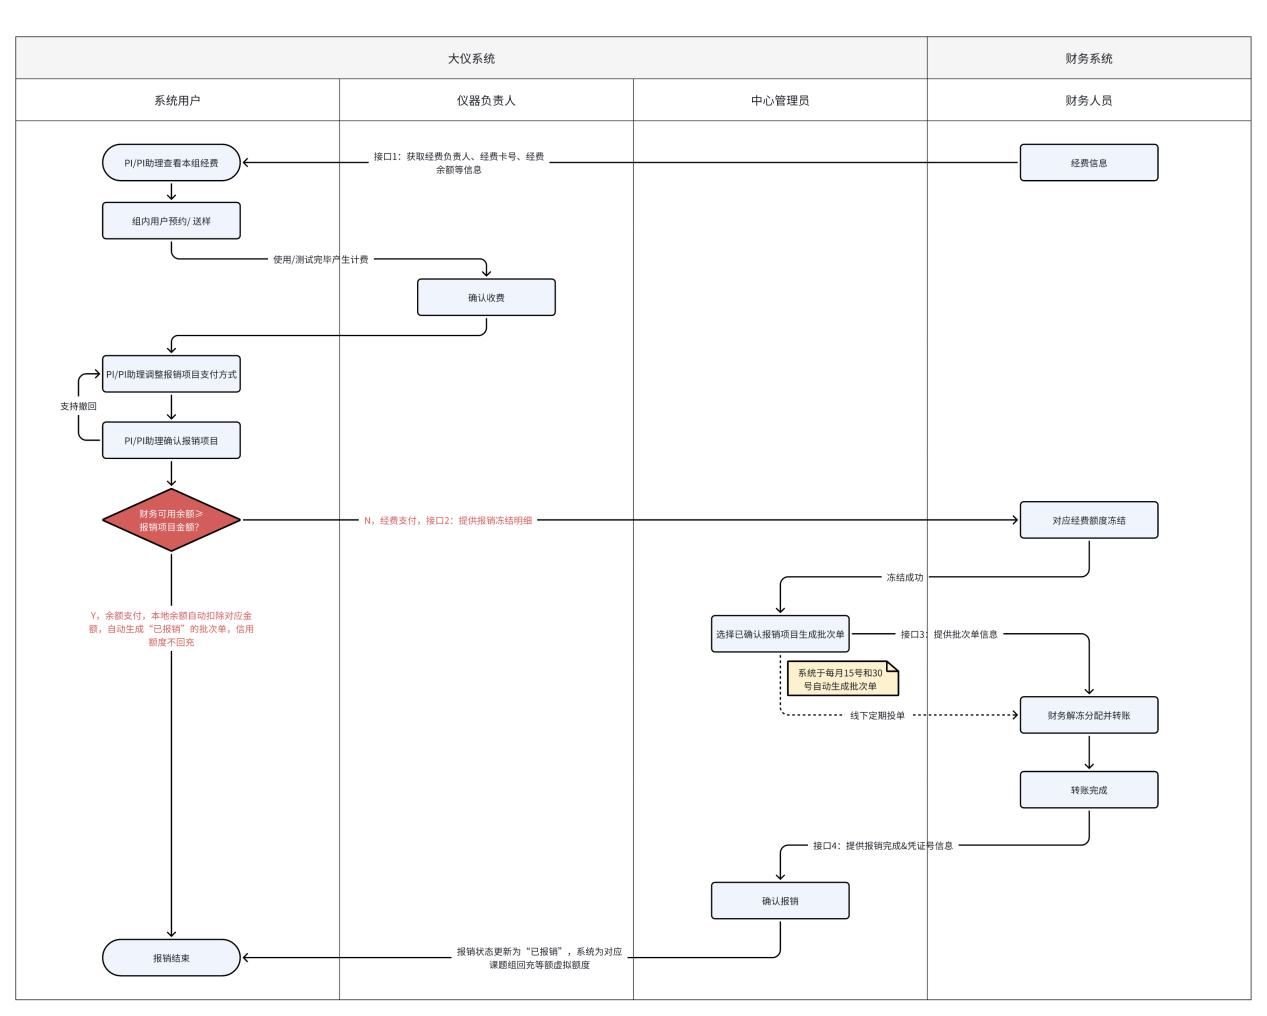 大仪系统
财务系统
系统用户
仪器负责人
中心管理员
财务人员
PI/PI助理查看本组经费
接口1：获取经费负责人、经费卡号、经费
余额等信息
经费信息
组内用户预约/ 送样
使用/测试完毕产生计费
确认收费
PI/PI助理调整报销项目支付方式
支持撤回
PI/PI助理确认报销项目
财务可用余额≥
报销项目金额？
N，经费支付，接口2：提供报销冻结明细
对应经费额度冻结
冻结成功
Y，余额支付，本地余额自动扣除对应金
额，自动生成“已报销”的批次单，信用
额度不回充
选择已确认报销项目生成批次单
接口3：提供批次单信息
系统于每月15号和30
号自动生成批次单
线下定期投单
财务解冻分配并转账
转账完成
接口4：提供报销完成&凭证号信息
确认报销
报销状态更新为“已报销”，系统为对应
课题组回充等额虚拟额度
报销结束